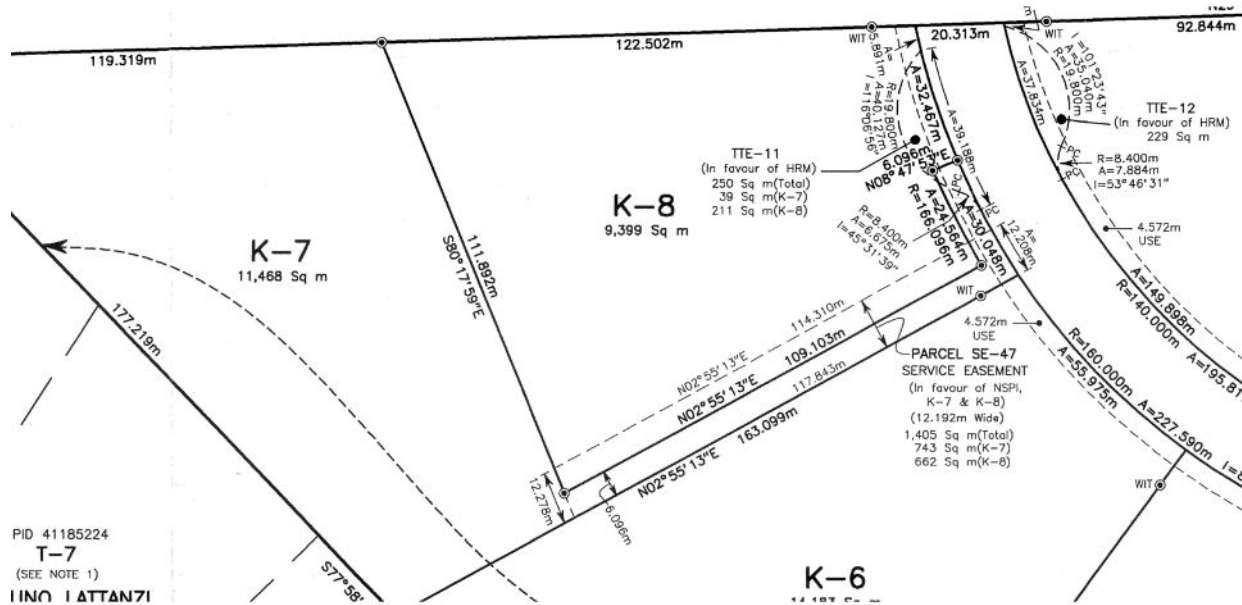 119.319m
122.502m
WIT
20.313m
WIT
92.844m
5.891m
A=
R=19.800m
A=40.127m
I=116°06'56"
A=32.467m
A=39.188m
A=37.834m
I=101°23'43"
A=35.040m
R=19.800m
TTE-12
(In favour of HRM)
229 Sq m
PC
PC
R=8.400m
A=7.884m
I=53°46'31"
TTE-11
(In favour of HRM)
250 Sq m(Total)
39 Sq m(K-7)
211 Sq m(K-8)
6.096m
K-8
9,399 Sq m
K-7
11,468 Sq m
111.892m
S80°17'59"E
177.219m
A=24.564m
R=166.096m
A=30.048m
PC
A=
12.208m
R=8.400m
A=6.675m
I=45°31'39"
4.572m
USE
A=149.898m
R=140.000m
WIT
4.572m
USE
R=160.000m
A=55.975m
A=227.590m
114.310m
N02°55'13"E
109.103m
N02°55'13"E
117.843m
163.099m
N02°55'13"E
PARCEL SE-47
SERVICE EASEMENT
(In favour of NSPI,
K-7 & K-8)
(12.192m Wide)
1,405 Sq m(Total)
743 Sq m(K-7)
662 Sq m(K-8)
12.278m
6.096m
WIT
PID 41185224
T-7
(SEE NOTE 1)
LATTANZI
S77°58'
K-6
14,183 Sq m